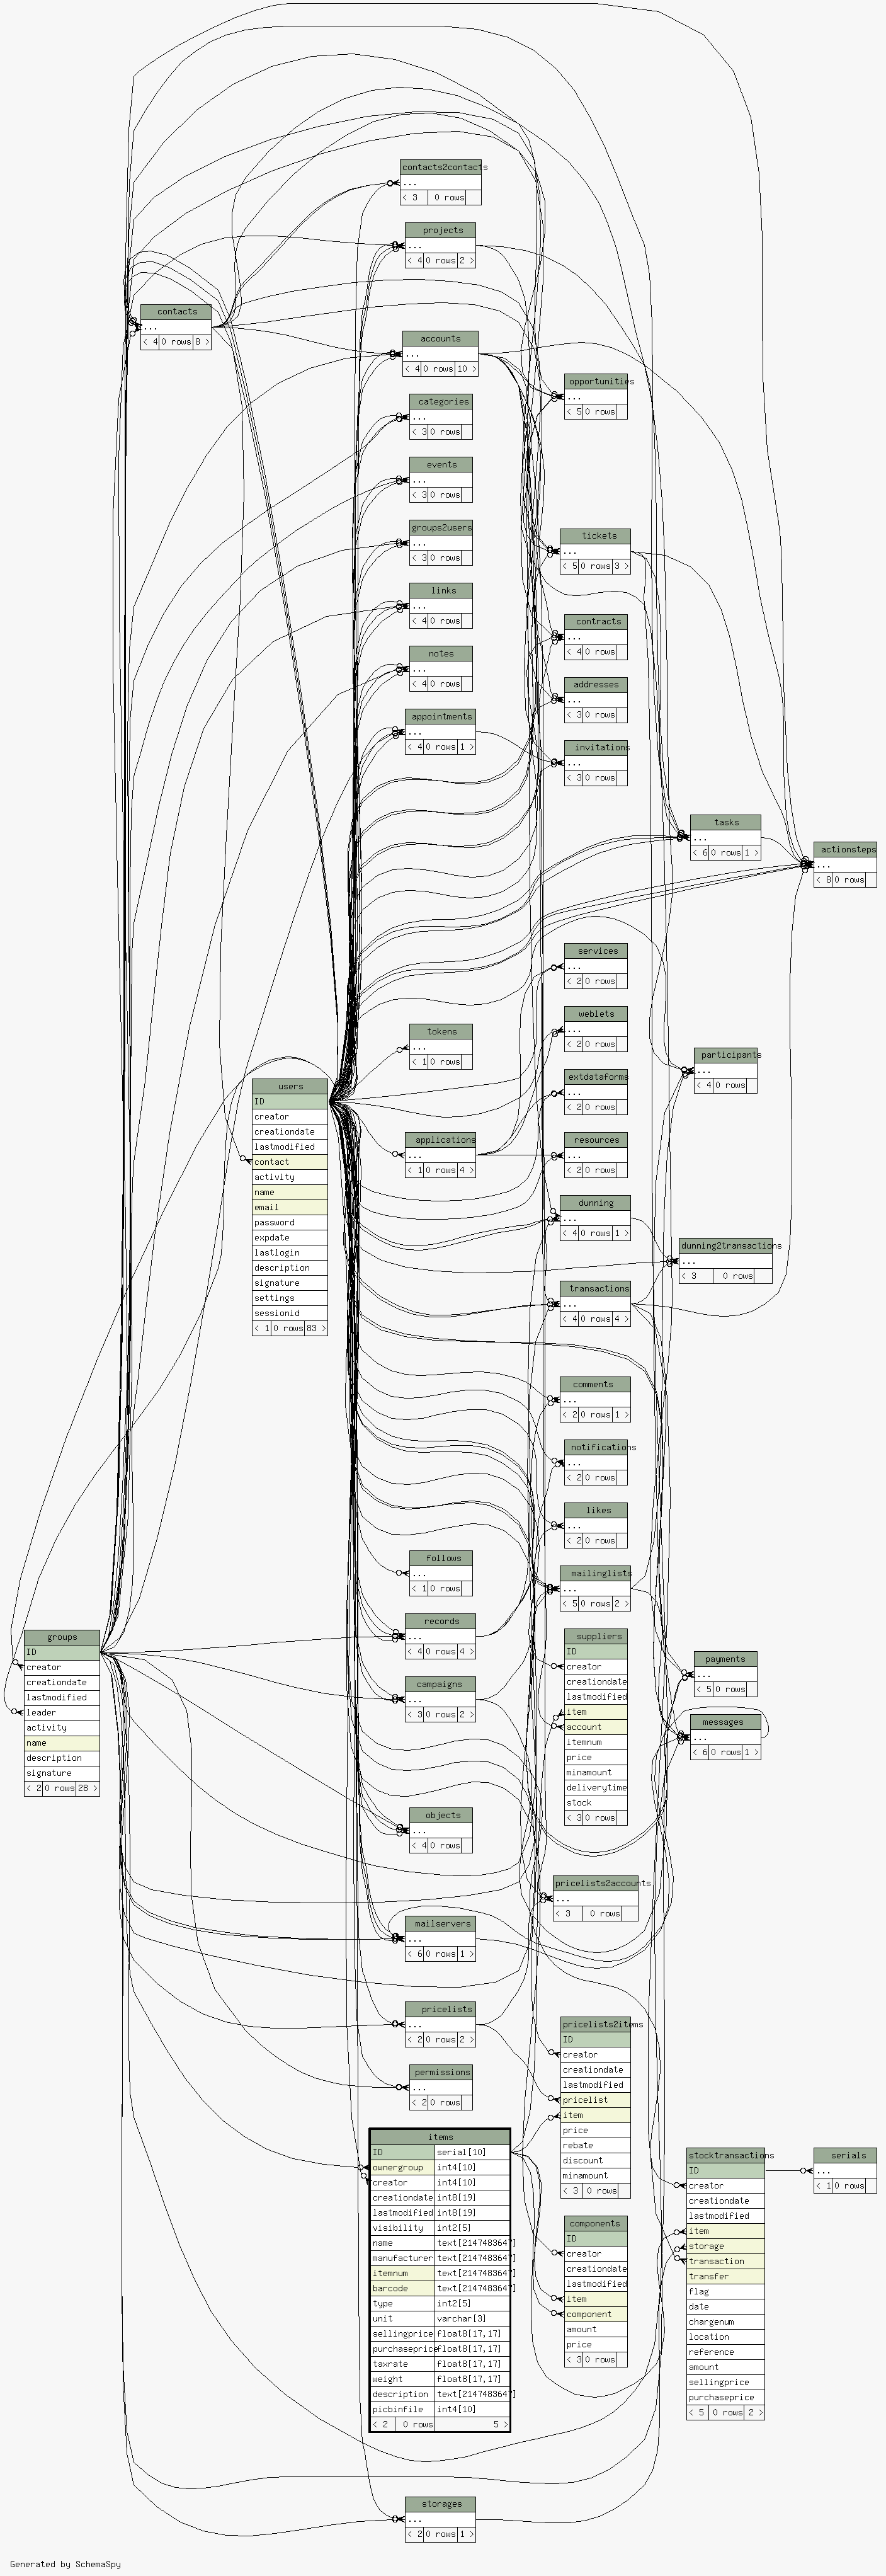 contacts2contacts
...
< 3 0 rows
projects
...
< 4 0 rows 2 >
contacts
...
< 4 0 rows 8 >
accounts
...
< 4 0 rows 10 >
opportunities
...
< 5 0 rows
categories
...
< 3 0 rows
events
...
< 3 0 rows
groups2users
...
< 3 0 rows
tickets
...
< 5 0 rows 3 >
links
...
< 4 0 rows
contracts
...
< 4 0 rows
notes
...
< 4 0 rows
addresses
...
< 3 0 rows
appointments
...
< 4 0 rows 1 >
invitations
...
< 3 0 rows
tasks
...
< 6 0 rows 1 >
actionsteps
...
< 8 0 rows
services
...
< 2 0 rows
weblets
...
< 2 0 rows
tokens
...
< 1 0 rows
participants
...
< 4 0 rows
extdataforms
...
< 2 0 rows
users
ID
creator
creationdate
lastmodified
contact
activity
name
email
password
expdate
lastlogin
description
signature
settings
sessionid
< 1 0 rows 83 >
applications
...
< 1 0 rows 4 >
resources
...
< 2 0 rows
dunning
...
< 4 0 rows 1 >
dunning2transactions
...
< 3 0 rows
transactions
...
< 4 0 rows 4 >
comments
...
< 2 0 rows 1 >
notifications
...
< 2 0 rows
likes
...
< 2 0 rows
follows
...
< 1 0 rows
mailinglists
...
< 5 0 rows 2 >
records
...
< 4 0 rows 4 >
groups
ID
creator
creationdate
lastmodified
leader
activity
name
description
signature
< 2 0 rows 28 >
suppliers
ID
creator
creationdate
lastmodified
item
account
itemnum
price
minamount
deliverytime
stock
< 3 0 rows
payments
...
< 5 0 rows
campaigns
...
< 3 0 rows 2 >
messages
...
< 6 0 rows 1 >
objects
...
< 4 0 rows
pricelists2accounts
...
< 3 0 rows
mailservers
...
< 6 0 rows 1 >
pricelists
...
< 2 0 rows 2 >
pricelists2items
ID
creator
creationdate
lastmodified
pricelist
item
price
rebate
discount
minamount
< 3 0 rows
permissions
...
< 2 0 rows
items
ID serial[10]
ownergroup int4[10]
creator int4[10]
creationdate int8[19]
lastmodified int8[19]
visibility int2[5]
name text[2147483647]
manufacturer text[2147483647]
itemnum text[2147483647]
barcode text[2147483647]
type int2[5]
unit varchar[3]
sellingprice float8[17,17]
purchaseprice float8[17,17]
taxrate float8[17,17]
weight float8[17,17]
description text[2147483647]
picbinfile int4[10]
< 2 0 rows 5 >
stocktransactions
ID
creator
creationdate
lastmodified
item
storage
transaction
transfer
flag
date
chargenum
location
reference
amount
sellingprice
purchaseprice
< 5 0 rows 2 >
serials
...
< 1 0 rows
components
ID
creator
creationdate
lastmodified
item
component
amount
price
< 3 0 rows
storages
...
< 2 0 rows 1 >
Generated by SchemaSpy